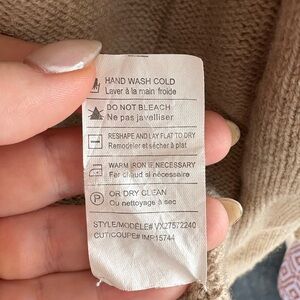 HAND WASH COLD
Laver à la main froide
DO NOT BLEACH
Ne pas javelliser
RESHAPE AND LAY FLAT TO DRY
Remodeler et sécher à plat
WARM IRON IF NECESSARY
Fer chaud si nécessaire
P
OR DRY CLEAN
Ou nettoyage à sec
STYLE/MODÈLE# VX27572240
CUT/COUPE# IMP15744